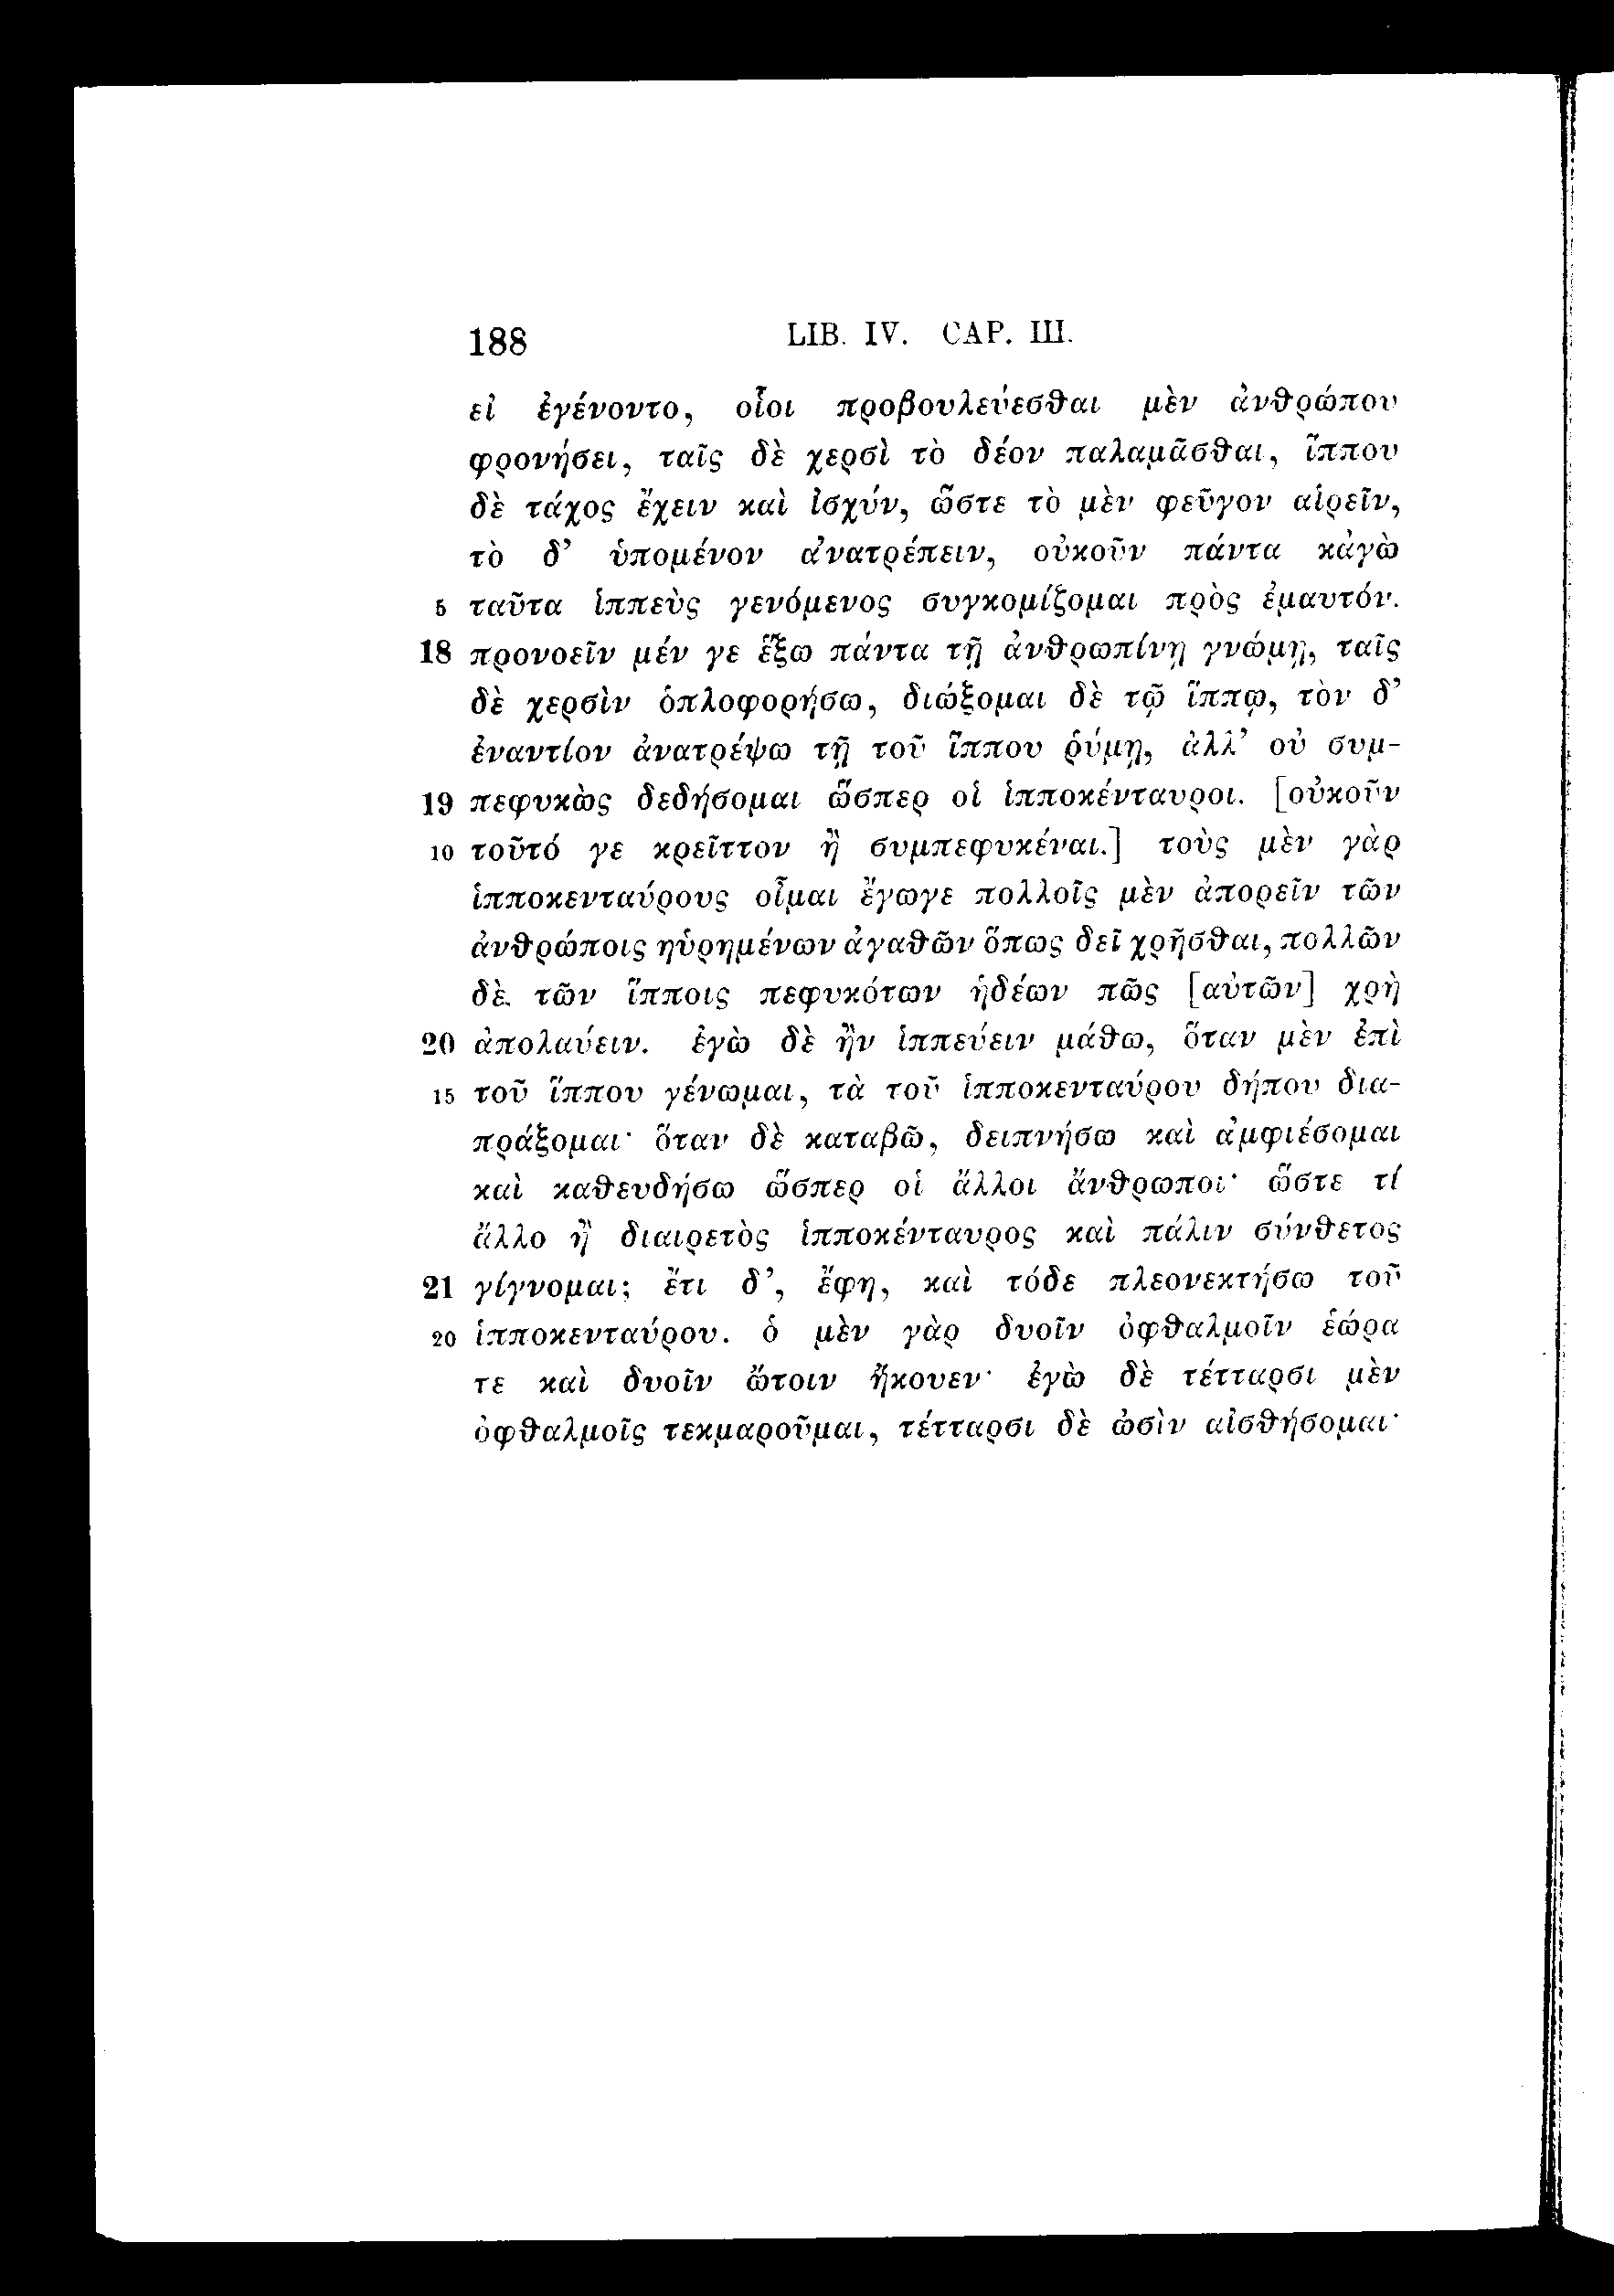 188 LIB. IV. CAP. III.
εἰ ἐγένοντο, οἷοι προβουλεύεσθαι μὲν ἀνθρώπου
φρονήσει, ταῖς δὲ χερσὶ τὸ δέον παλαμᾶσθαι, ἵππου
δὲ τάχος ἔχειν καὶ ἰσχύν, ὥστε τὸ μὲν φεῦγον αἱρεῖν,
τὸ δ’ ὑπομένον ἀνατρέπειν, οὐκοῦν πάντα κἀγὼ
5 ταῦτα ἱππεὺς γενόμενος συγκομίζομαι πρὸς ἐμαυτόν.
18 προνοεῖν μέν γε ἕξω πάντα τῇ ἀνθρωπίνῃ γνώμῃ, ταῖς
δὲ χερσὶν ὁπλοφορήσω, διώξομαι δὲ τῷ ἵππῳ, τὸν δ’
ἐναντίον ἀνατρέψω τῇ τοῦ ἵππου ῥύμῃ, ἀλλ’ οὐ συμ-
19 πεφυκὼς δεδήσομαι ὥσπερ οἱ ἱπποκένταυροι. [οὐκοῦν
10 τοῦτό γε κρεῖττον ἢ συμπεφυκέναι.] τοὺς μὲν γὰρ
ἱπποκενταύρους οἶμαι ἔγωγε πολλοῖς μὲν ἀπορεῖν τῶν
ἀνθρώποις ηὑρημένων ἀγαθῶν ὅπως δεῖ χρῆσθαι, πολλῶν
δὲ τῶν ἵπποις πεφυκότων ἡδέων πῶς [αὐτῶν] χρὴ
20 ἀπολαύειν. ἐγὼ δὲ ἢν ἱππεύειν μάθω, ὅταν μὲν ἐπὶ
15 τοῦ ἵππου γένωμαι, τὰ τοῦ ἱπποκενταύρου δήπου δια-
πράξομαι· ὅταν δὲ καταβῶ, δειπνήσω καὶ ἀμφιέσομαι
καὶ καθευδήσω ὥσπερ οἱ ἄλλοι ἄνθρωποι· ὥστε τί
ἄλλο ἢ διαιρετὸς ἱπποκένταυρος καὶ πάλιν σύνθετος
21 γίγνομαι; ἔτι δ’, ἔφη, καὶ τόδε πλεονεκτήσω τοῦ
20 ἱπποκενταύρου. ὁ μὲν γὰρ δυοῖν ὀφθαλμοῖν ἑώρα
τε καὶ δυοῖν ὤτοιν ἤκουεν· ἐγὼ δὲ τέτταρσι μὲν
ὀφθαλμοῖς τεκμαροῦμαι, τέτταρσι δὲ ὠσὶν αἰσθήσομαι·